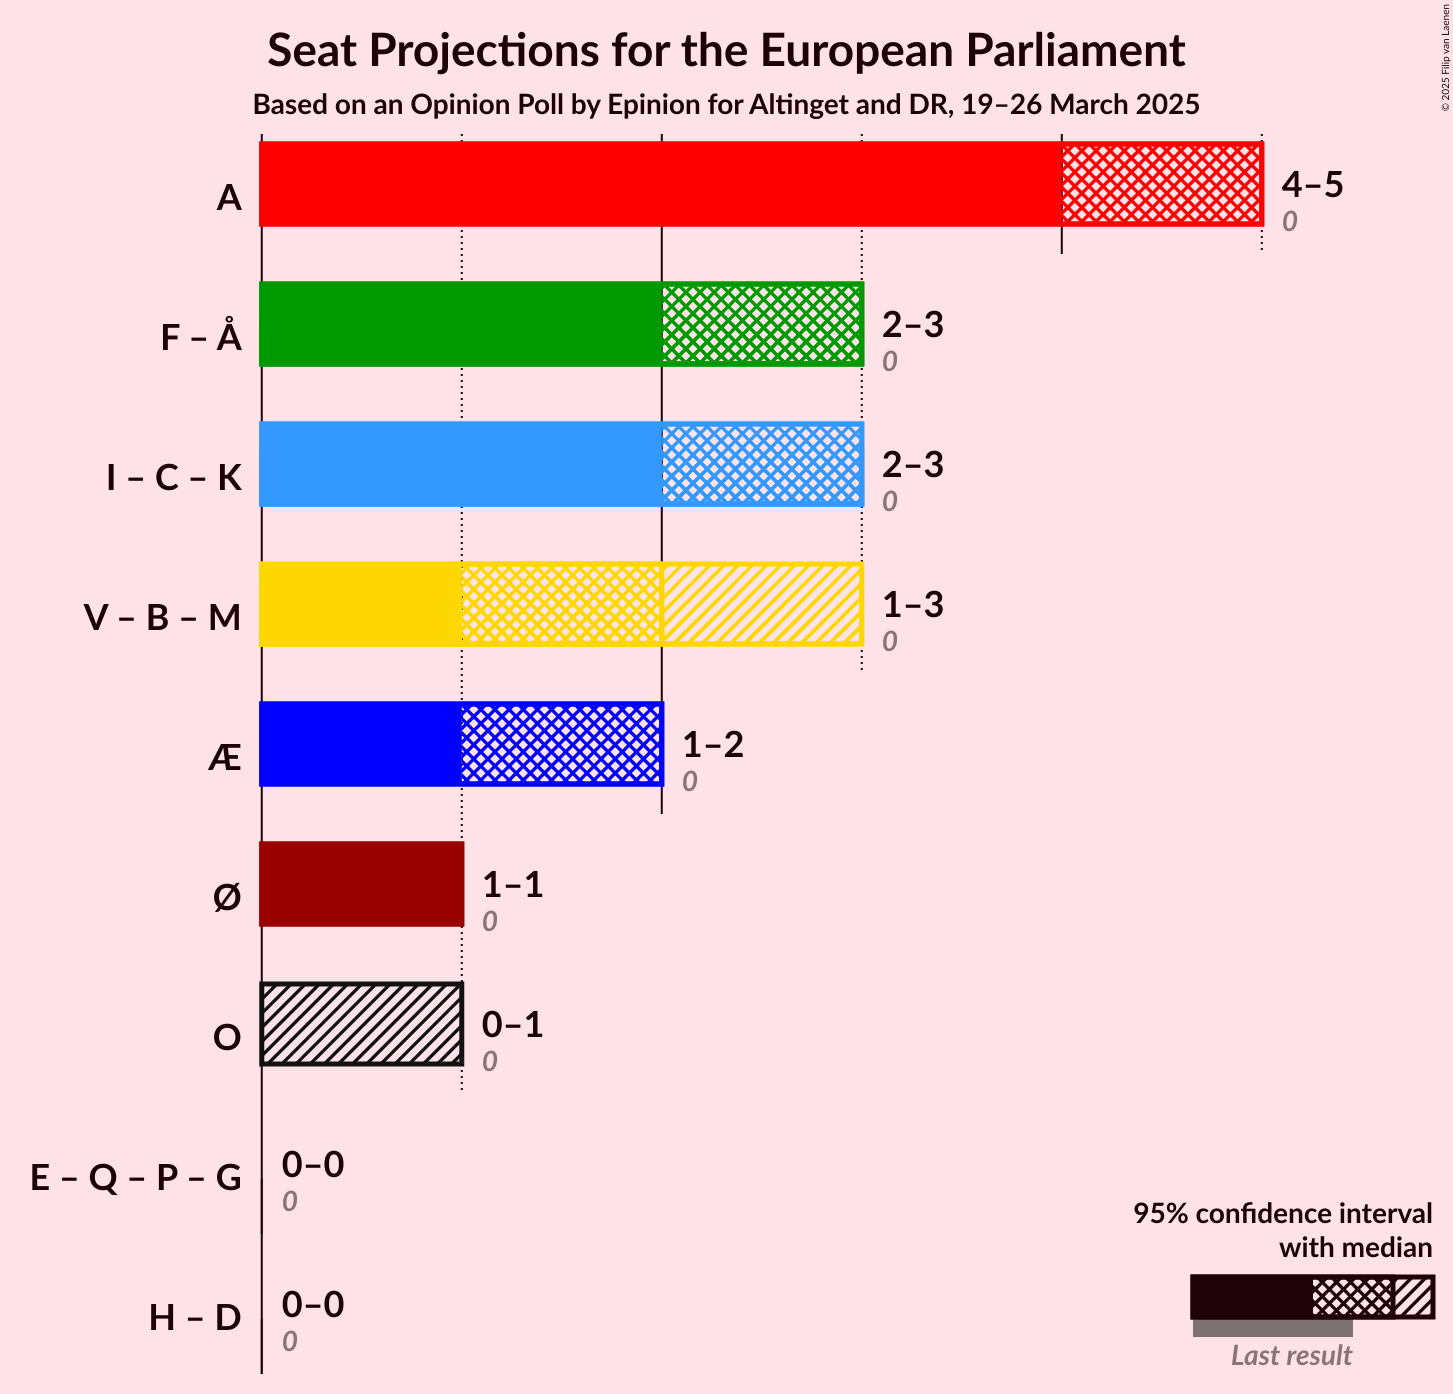 Seat Projections for the European Parliament
Based on an Opinion Poll by Epinion for Altinget and DR, 19–26 March 2025
© 2025 Filip van Laenen
A
4–5
0
F – Å
2–3
0
I – C – K
2–3
0
V – B – M
1–3
0
Æ
1–2
0
Ø
1–1
0
O
0–1
0
E – Q – P – G
0–0
0
H – D
0–0
0
95% confidence interval
with median
Last result